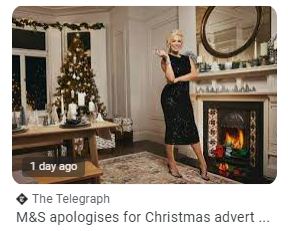 1 day ago
The Telegraph
M&S apologises for Christmas advert ...